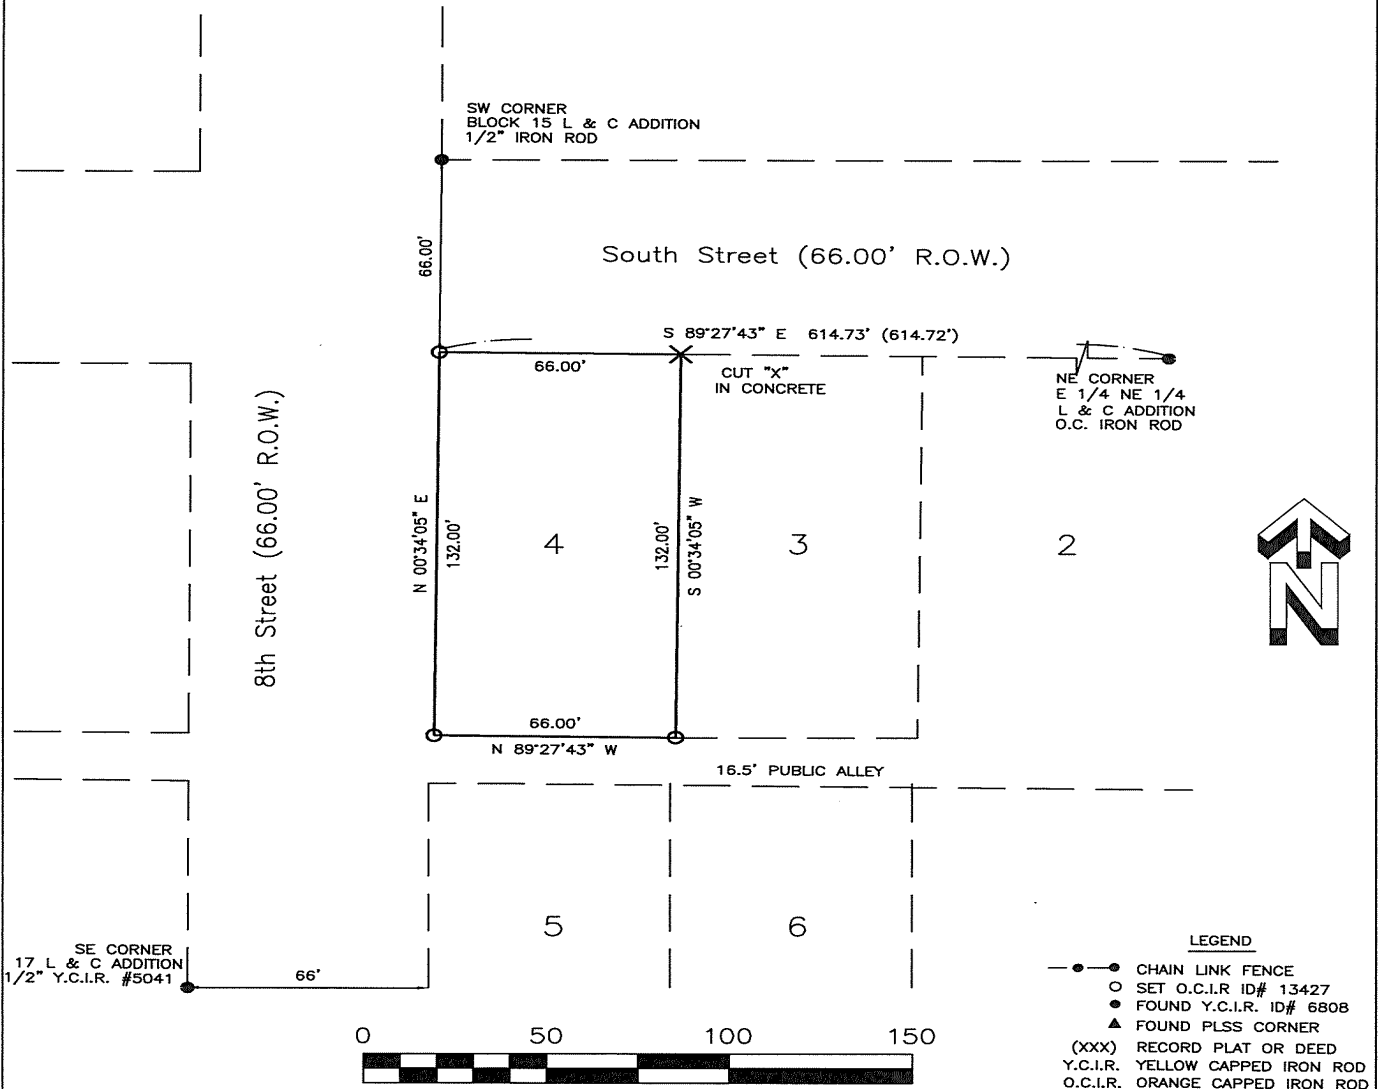 SW CORNER
BLOCK 15 L & C ADDITION
1/2" IRON ROD
66.00'
South Street (66.00' R.O.W.)
S 89°27'43" E 614.73' (614.72')
66.00'
CUT "X"
IN CONCRETE
NE CORNER
E 1/4 NE 1/4
L & C ADDITION
O.C. IRON ROD
8th Street (66.00' R.O.W.)
N 00°34'05" E
132.00'
4
132.00'
S 00°34'05" W
3
2
N
66.00'
N 89°27'43" W
16.5' PUBLIC ALLEY
5
6
SE CORNER
17 L & C ADDITION
1/2" Y.C.I.R. #5041
66'
0 50 100 150
LEGEND
CHAIN LINK FENCE
SET O.C.I.R ID# 13427
FOUND Y.C.I.R. ID# 6808
FOUND PLSS CORNER
(XXX) RECORD PLAT OR DEED
Y.C.I.R. YELLOW CAPPED IRON ROD
O.C.I.R. ORANGE CAPPED IRON ROD